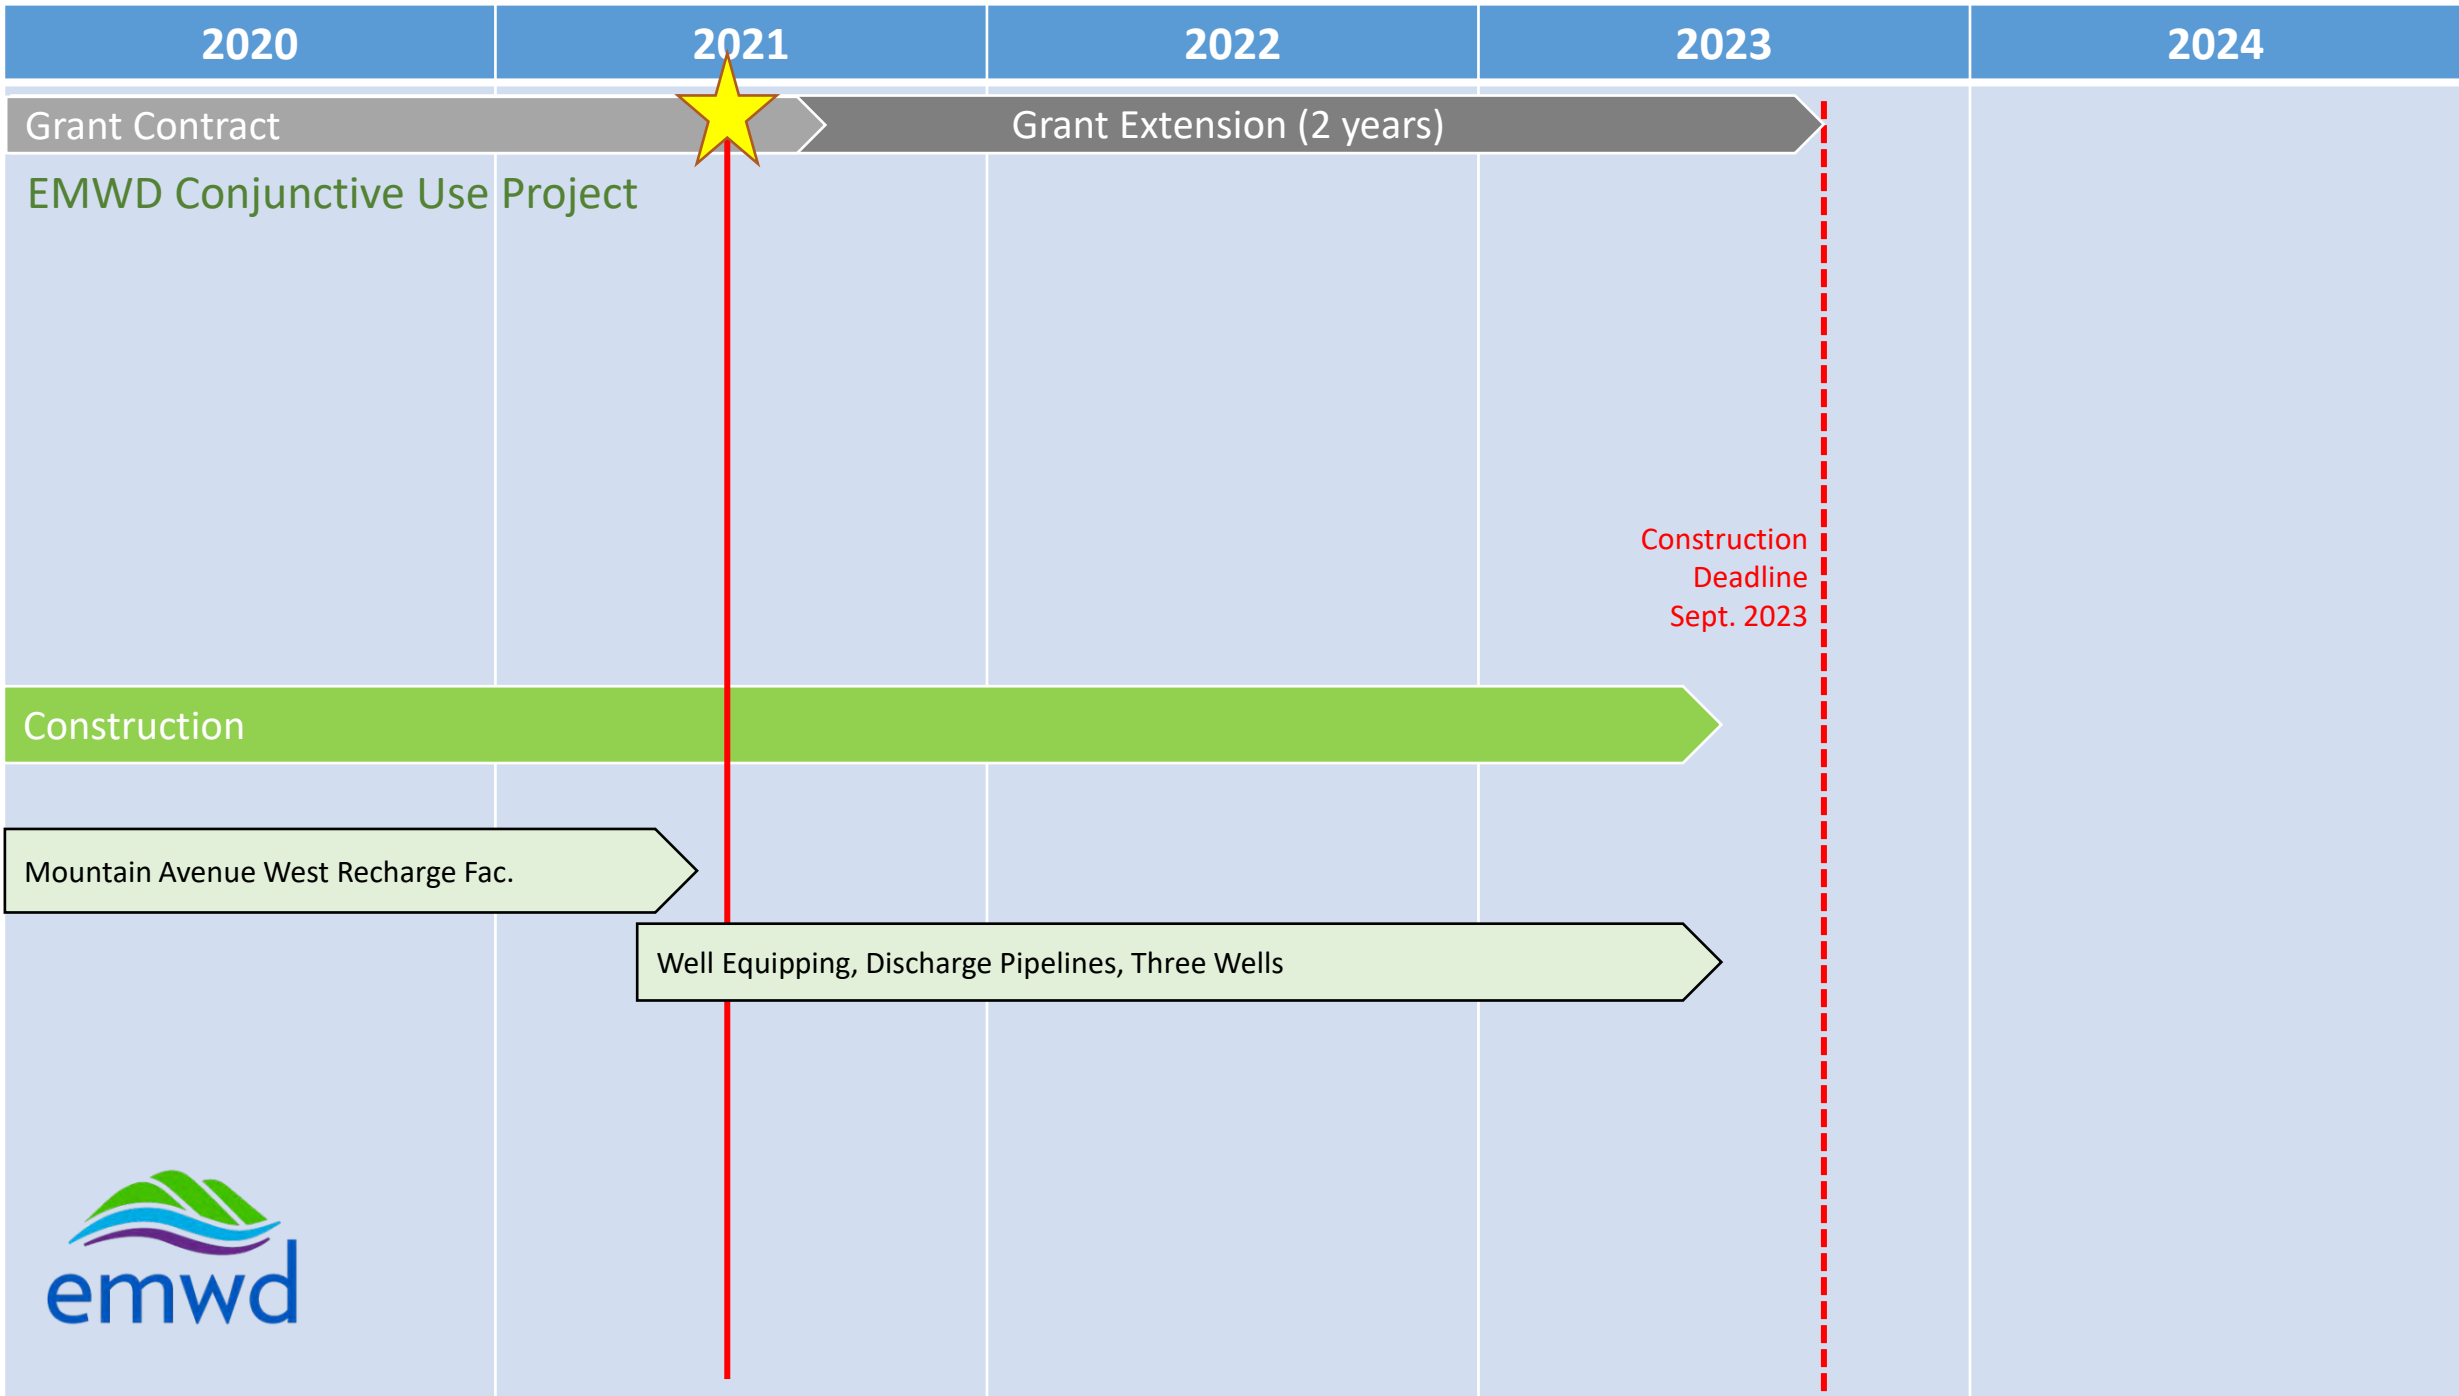 2020 2021 2022 2023 2024
Grant Contract Grant Extension (2 years)
EMWD Conjunctive Use Project
Construction
Deadline
Sept. 2023
Construction
Mountain Avenue West Recharge Fac.
Well Equipping, Discharge Pipelines, Three Wells
emwd